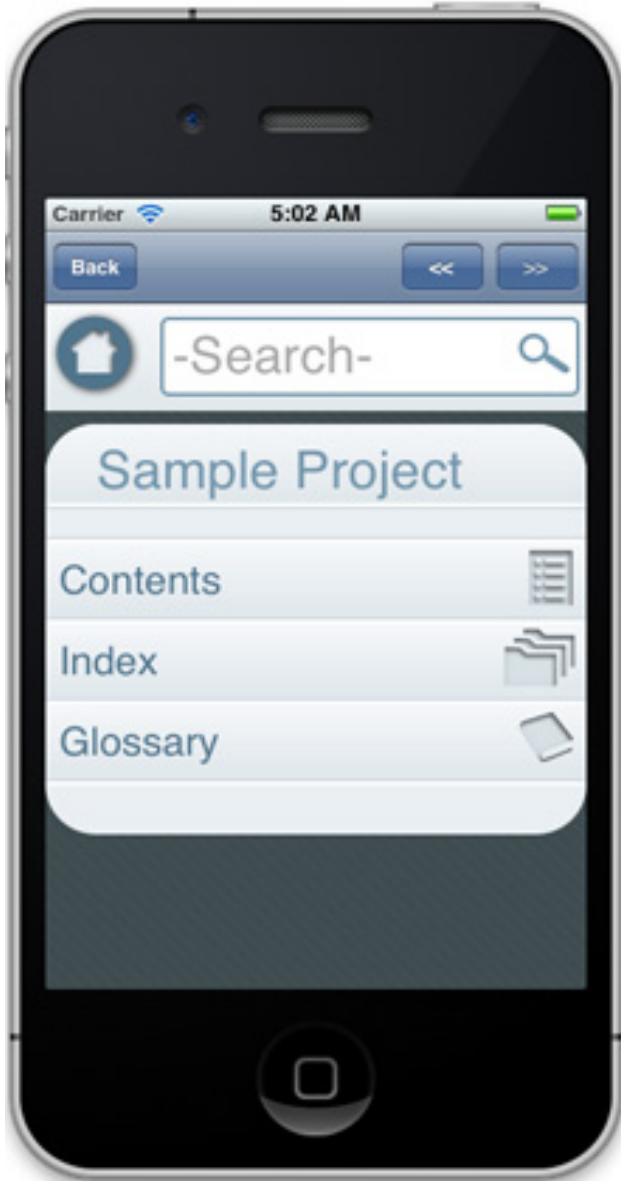 Carrier 5:02 AM
Back << >>
-Search-
Sample Project
Contents
Index
Glossary